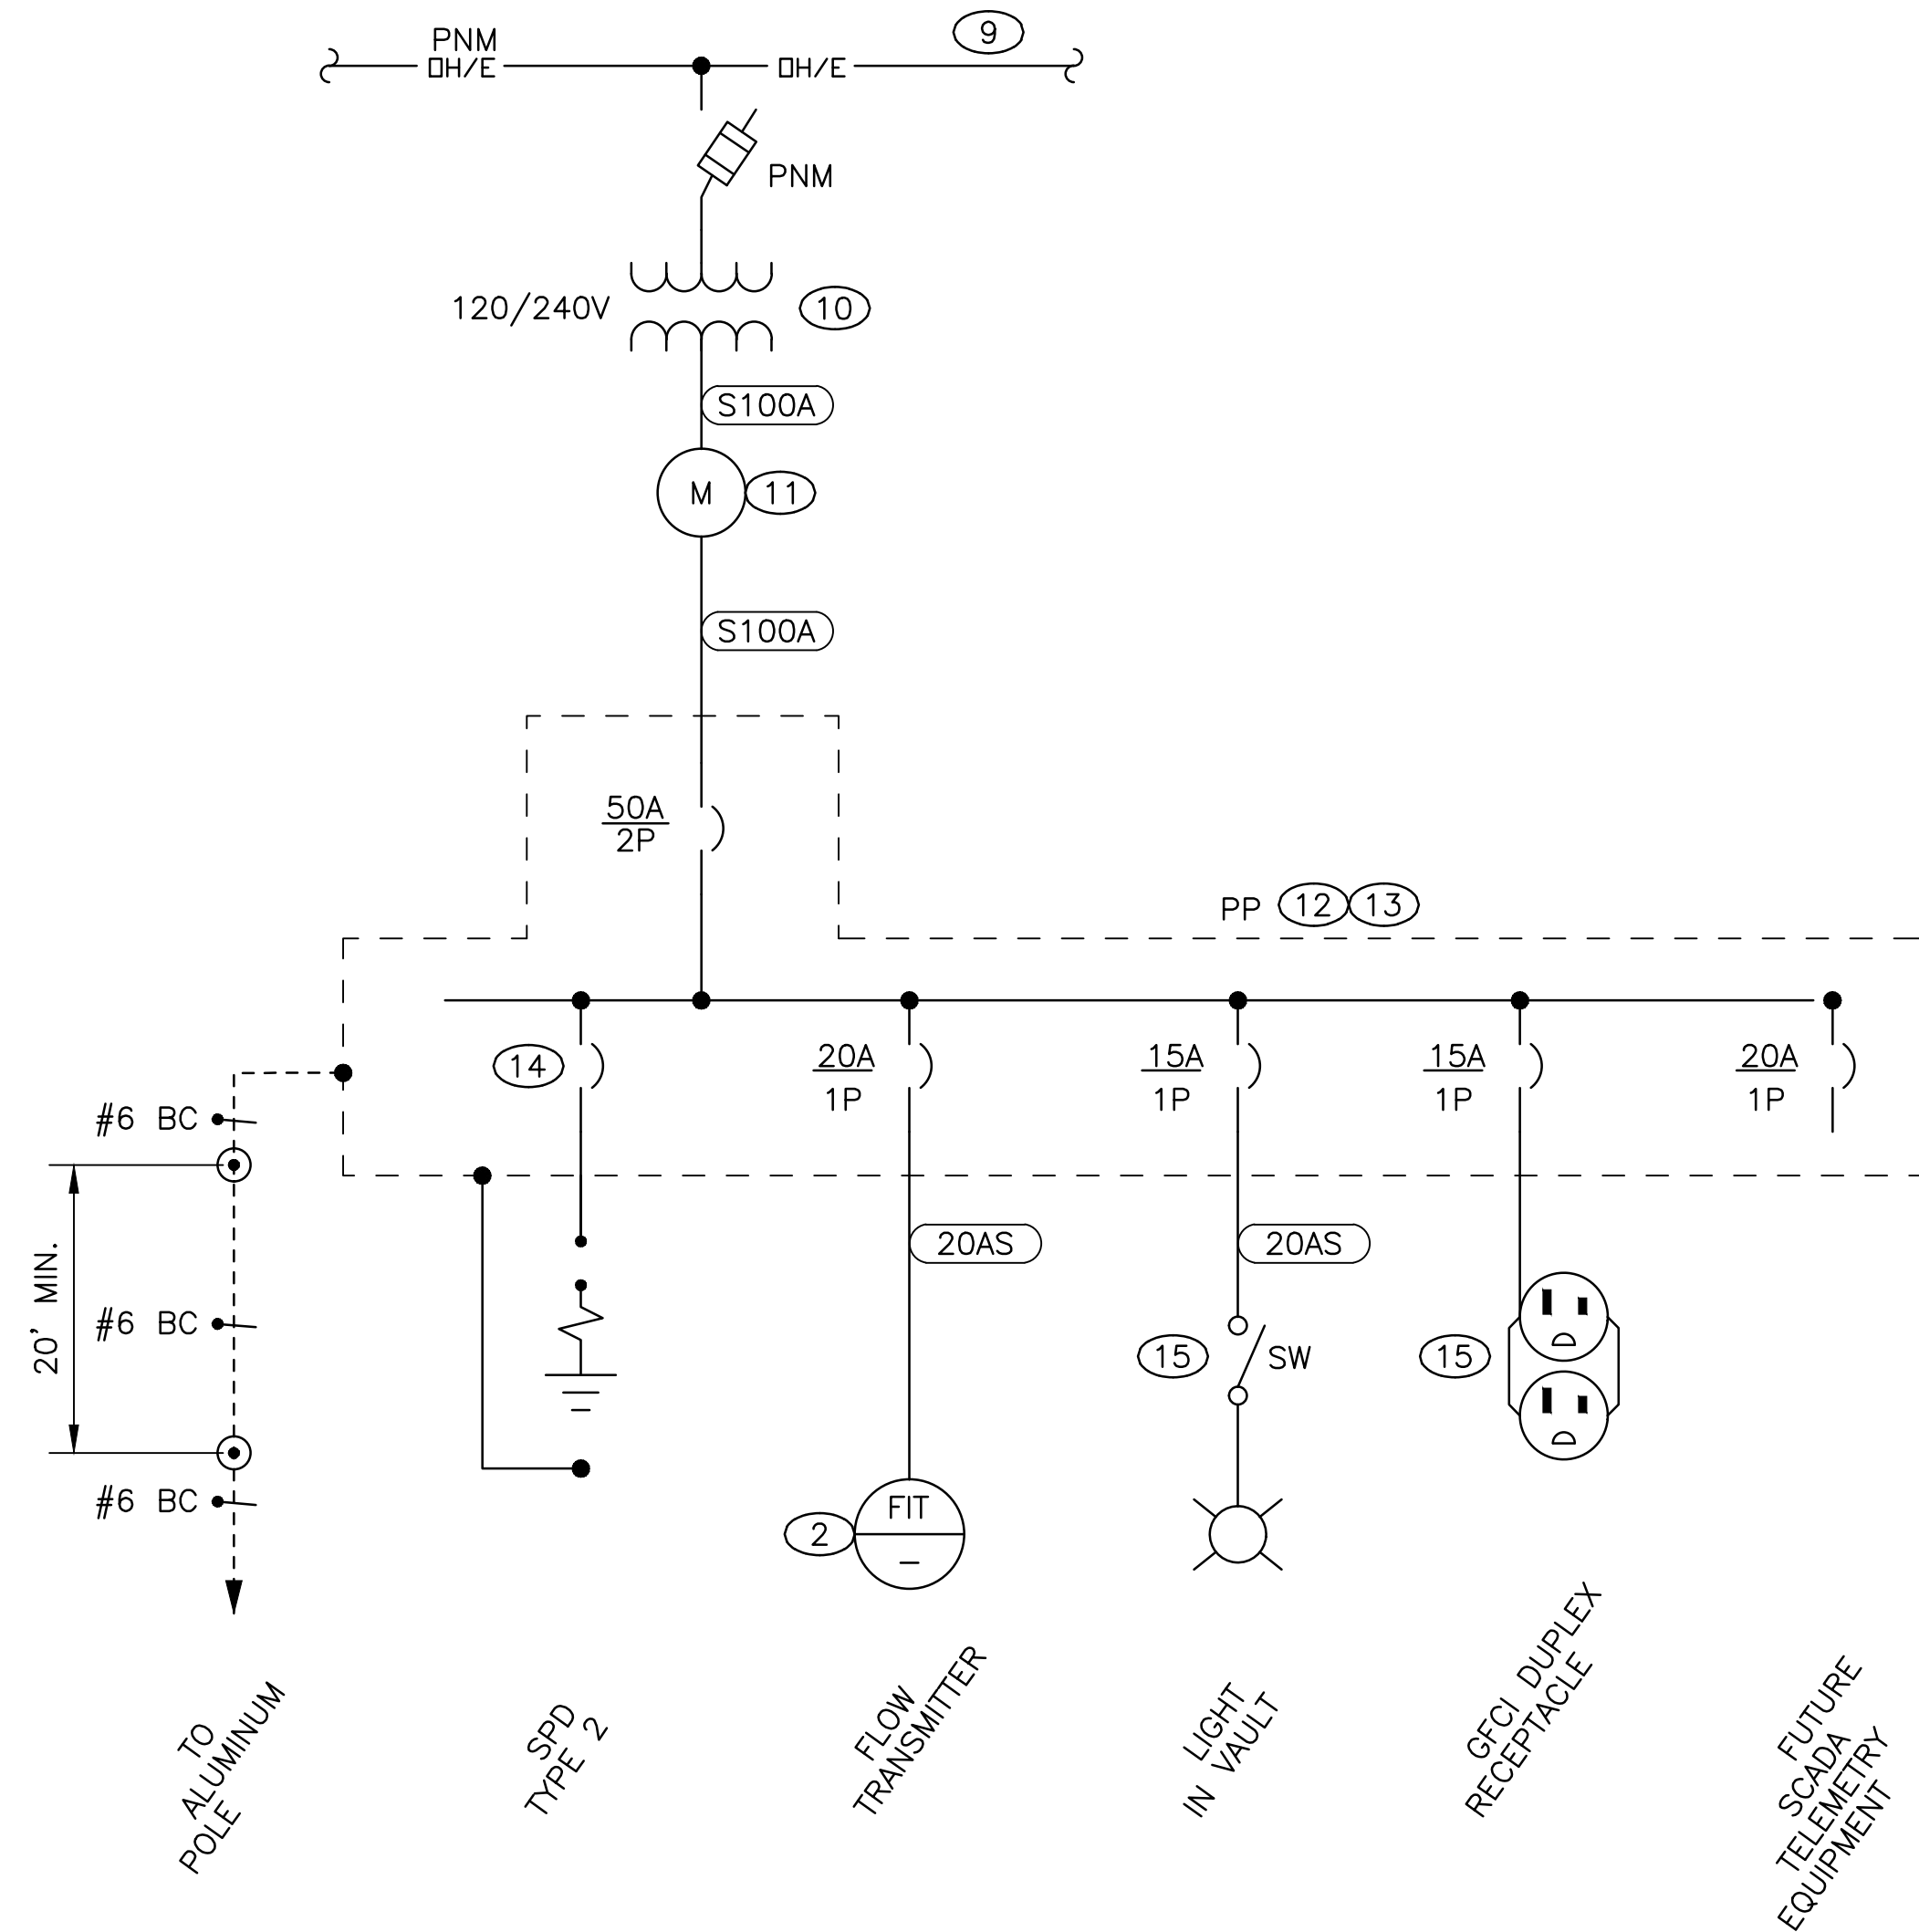 PNM
OH/E
OH/E
9
PNM
120/240V
10
S100A
M
11
S100A
50A
2P
PP
12
13
14
20A
1P
15A
1P
15A
1P
20A
1P
#6 BC
20' MIN.
#6 BC
#6 BC
20AS
20AS
15
SW
15
2
FIT
-
TO
ALUMINUM
POLE
SPD
TYPE 2
FLOW
TRANSMITTER
LIGHT
IN VAULT
GFCI DUPLEX
RECEPTACLE
FUTURE
SCADA
TELEMETRY
EQUIPMENT